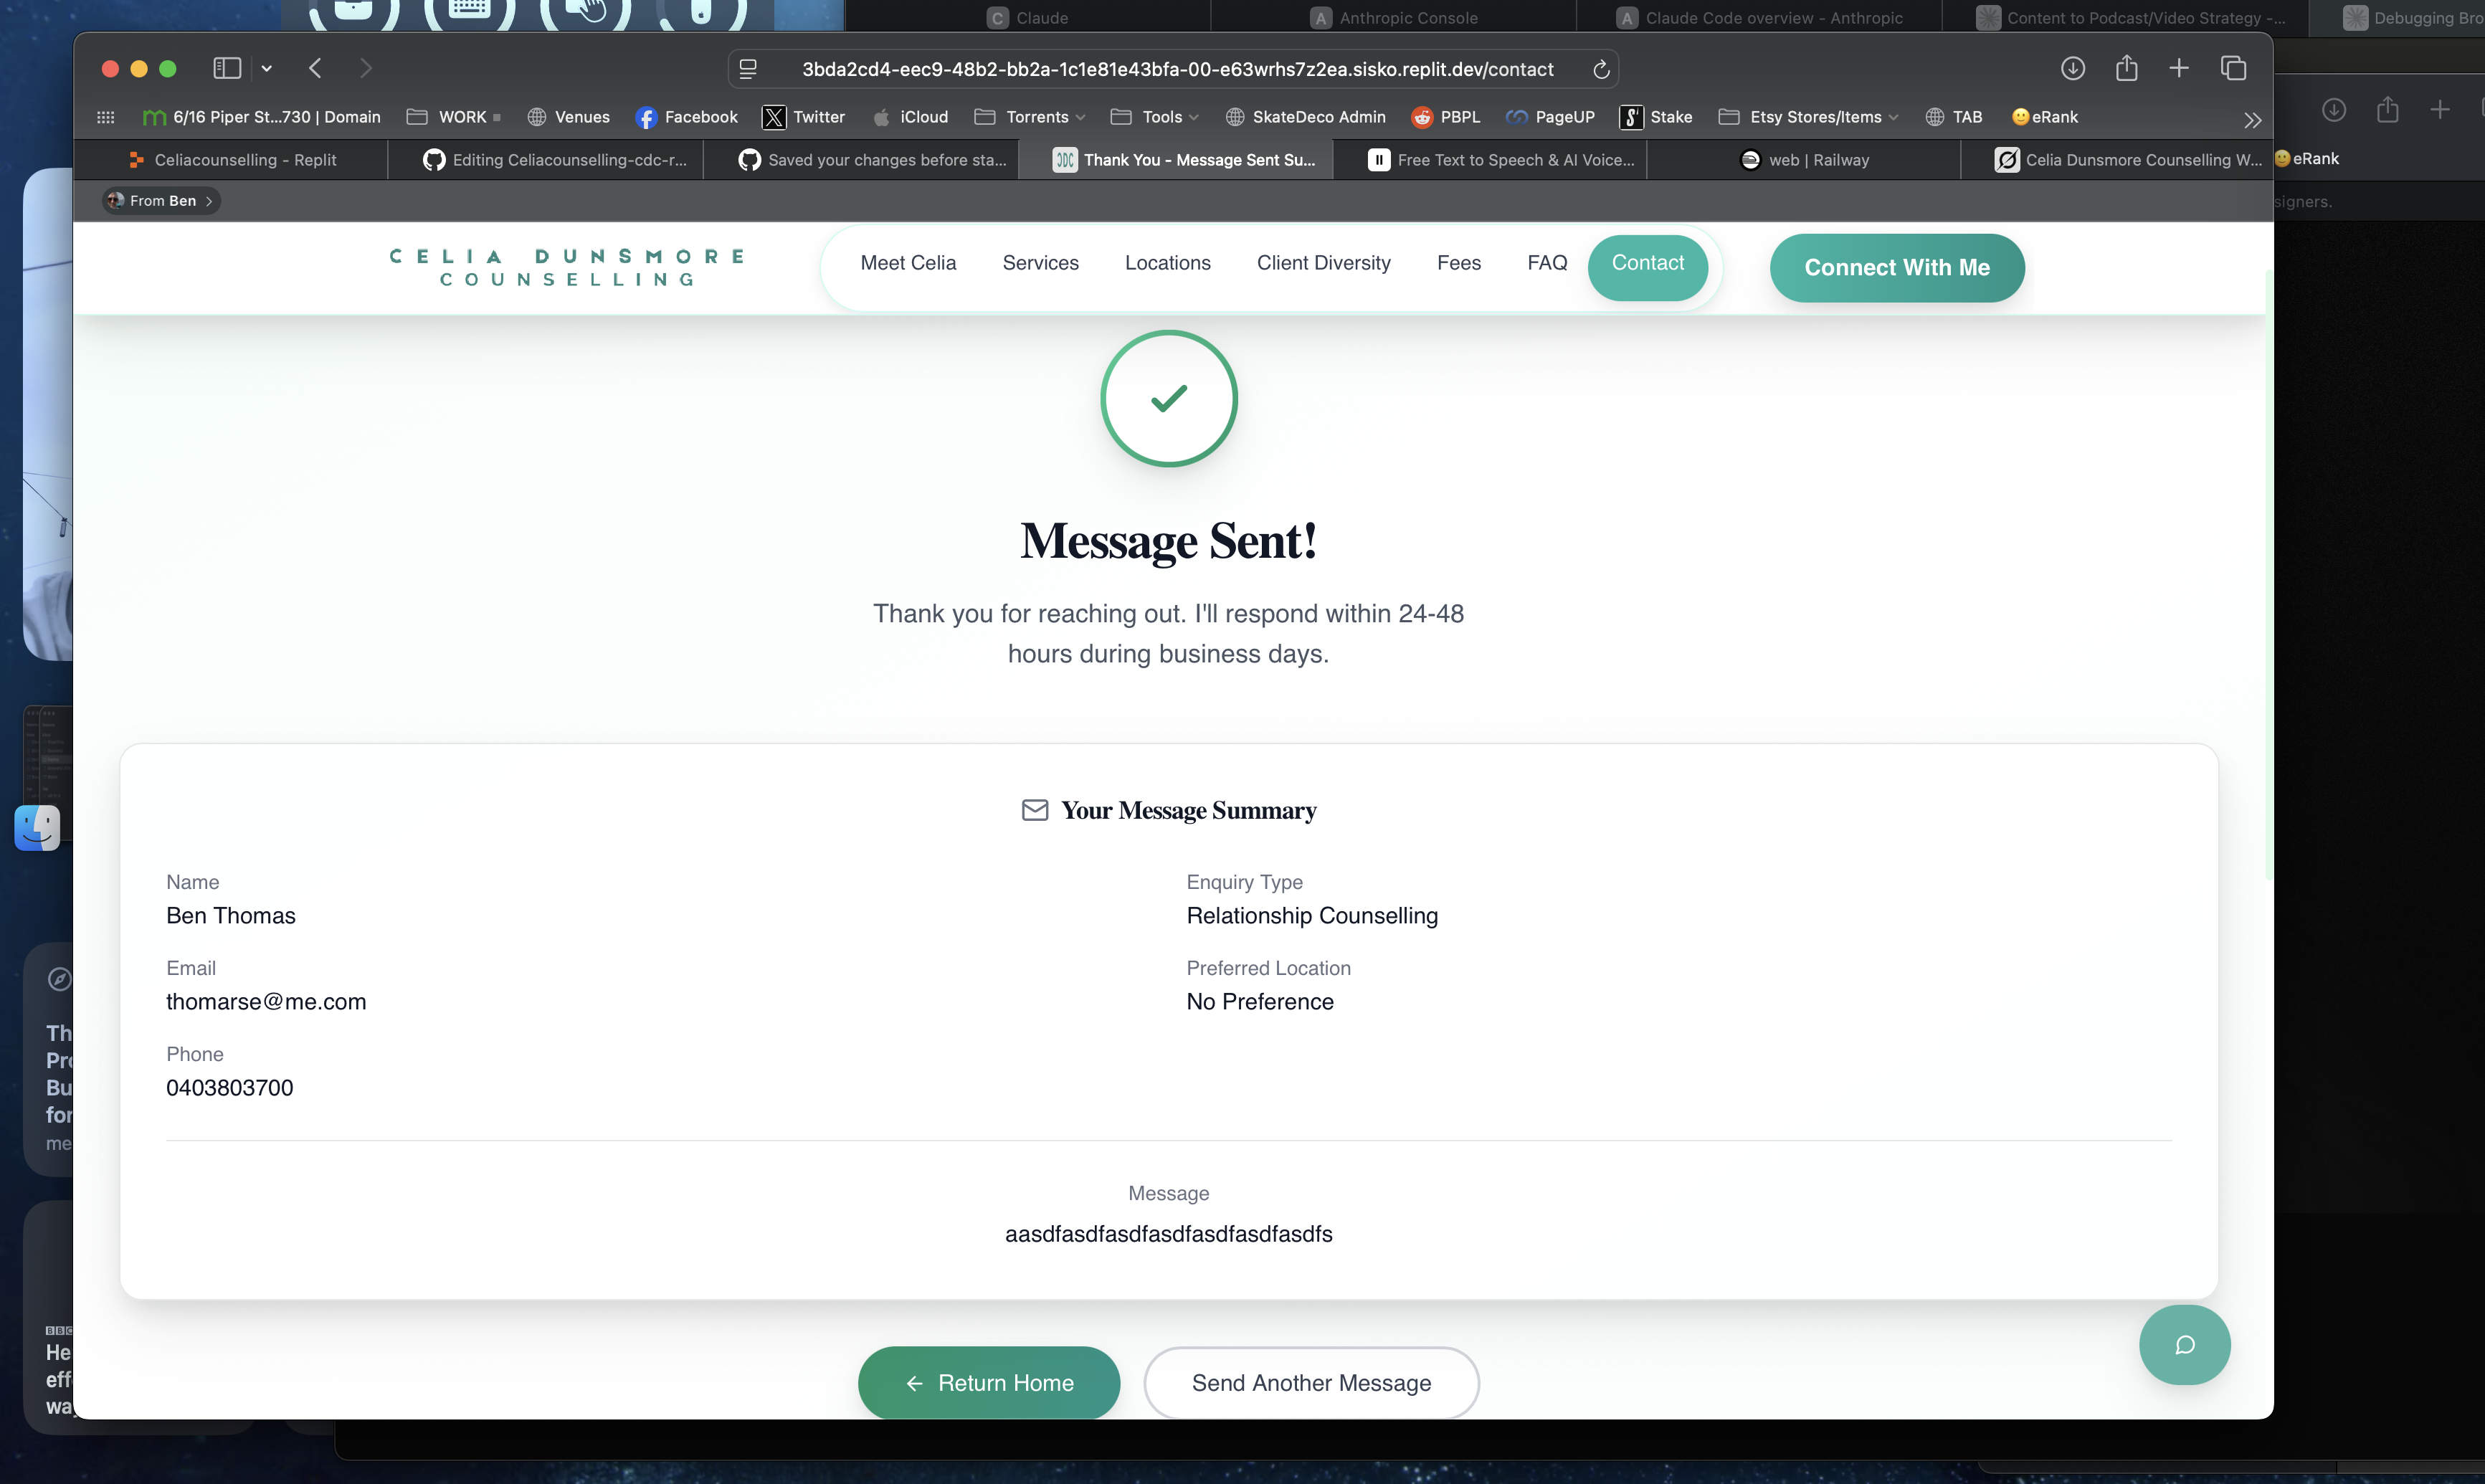 Claude
Anthropic Console
Claude Code overview - Anthropic
Content to Podcast/Video Strategy -...
Debugging Bro
3bda2cd4-eec9-48b2-bb2a-1c1e81e43bfa-00-e63wrhs7z2ea.sisko.replit.dev/contact
6/16 Piper St...730 | Domain
WORK
Venues
Facebook
Twitter
iCloud
Torrents
Tools
SkateDeco Admin
PBPL
PageUP
Stake
Etsy Stores/Items
TAB
eRank
Celiacounselling - Replit
Editing Celiacounselling-cdc-r...
Saved your changes before sta...
Thank You - Message Sent Su...
Free Text to Speech & AI Voice...
web | Railway
Celia Dunsmore Counselling W...
eRank
From Ben
signers.
CELIA DUNSMORE
COUNSELLING
Meet Celia
Services
Locations
Client Diversity
Fees
FAQ
Contact
Connect With Me
Message Sent!
Thank you for reaching out. I'll respond within 24-48
hours during business days.
Your Message Summary
Name
Ben Thomas
Enquiry Type
Relationship Counselling
Email
thomarse@me.com
Preferred Location
No Preference
Phone
0403803700
Message
aasdfasdfasdfasdfasdfasdfasdfs
Return Home
Send Another Message
Th
Pro
Bu
for
me
BBC
He
eff
way